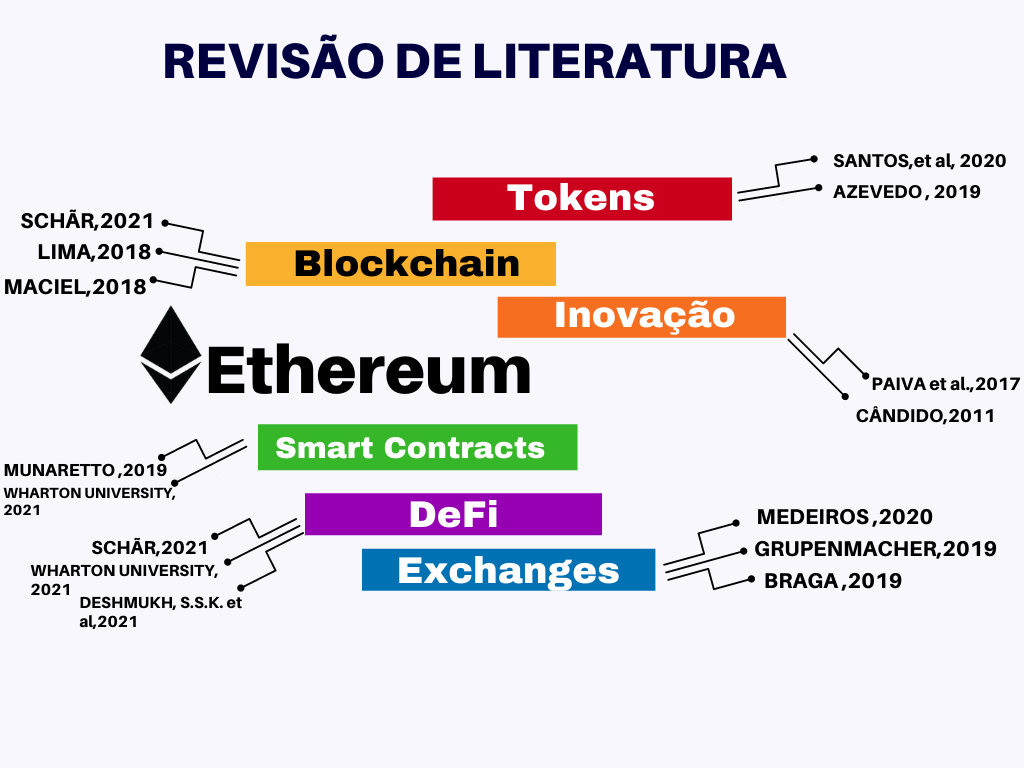 REVISÃO DE LITERATURA
Tokens
SANTOS,et al, 2020
AZEVEDO, 2019
SCHÃR,2021
LIMA,2018
MACIEL,2018
Blockchain
Inovação
PAIVA et al.,2017
CÂNDIDO,2011
Ethereum
Smart Contracts
MUNARETTO,2019
WHARTON UNIVERSITY,
2021
DeFi
SCHÃR,2021
WHARTON UNIVERSITY,
2021
DESHMUKH, S.S.K. et
al,2021
Exchanges
MEDEIROS,2020
GRUPENMACHER,2019
BRAGA,2019